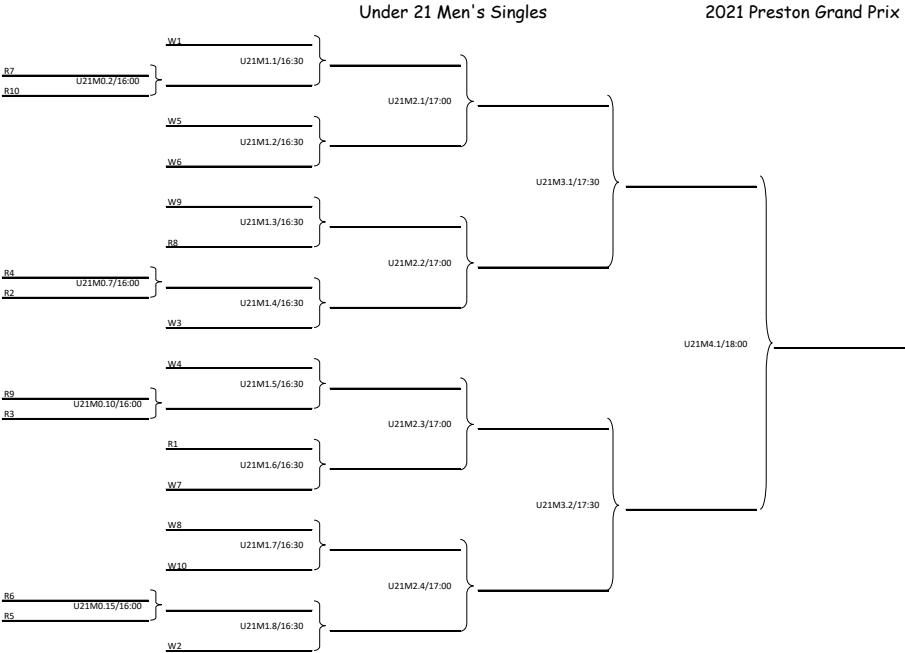 Under 21 Men's Singles
2021 Preston Grand Prix
W1
U21M1.1/16:30
R7
U21M0.2/16:00
R10
U21M2.1/17:00
W5
U21M1.2/16:30
W6
U21M3.1/17:30
W9
U21M1.3/16:30
R8
U21M2.2/17:00
R4
U21M0.7/16:00
R2
U21M1.4/16:30
W3
U21M4.1/18:00
W4
U21M1.5/16:30
R9
U21M0.10/16:00
R3
U21M2.3/17:00
R1
U21M1.6/16:30
W7
U21M3.2/17:30
W8
U21M1.7/16:30
W10
U21M2.4/17:00
R6
U21M0.15/16:00
R5
U21M1.8/16:30
W2